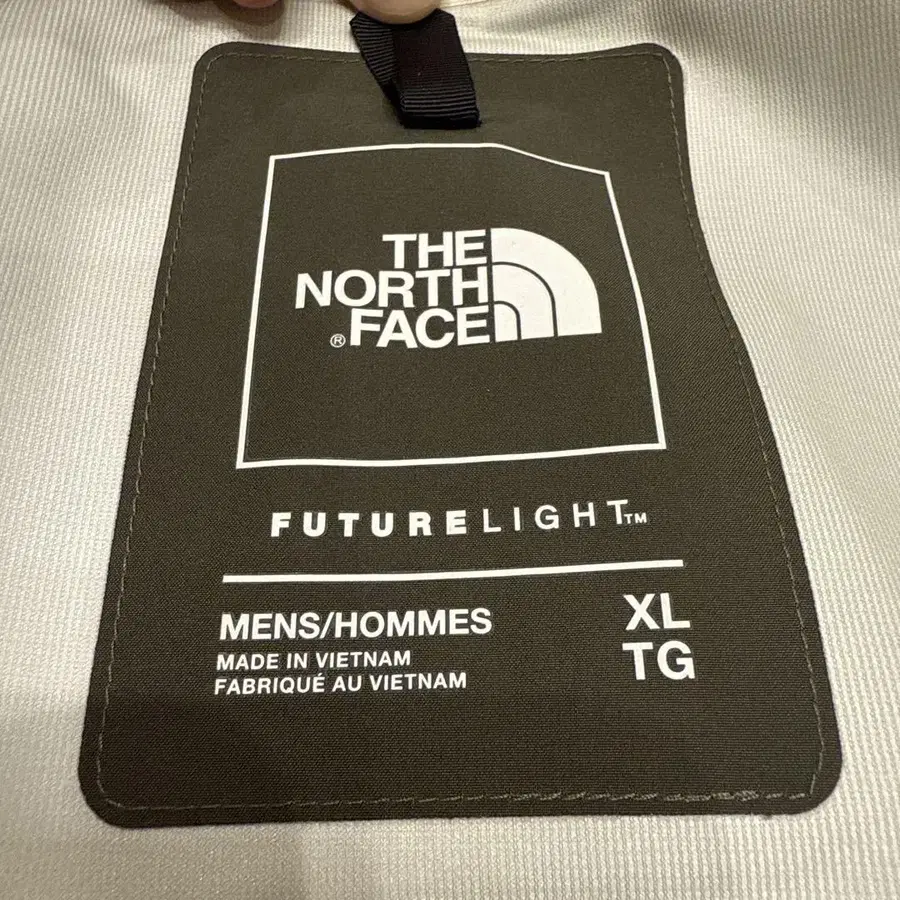 THE
NORTH
® FACE
FUTURELIGHT™
MENS/HOMMES XL
MADE IN VIETNAM TG
FABRIQUÉ AU VIETNAM